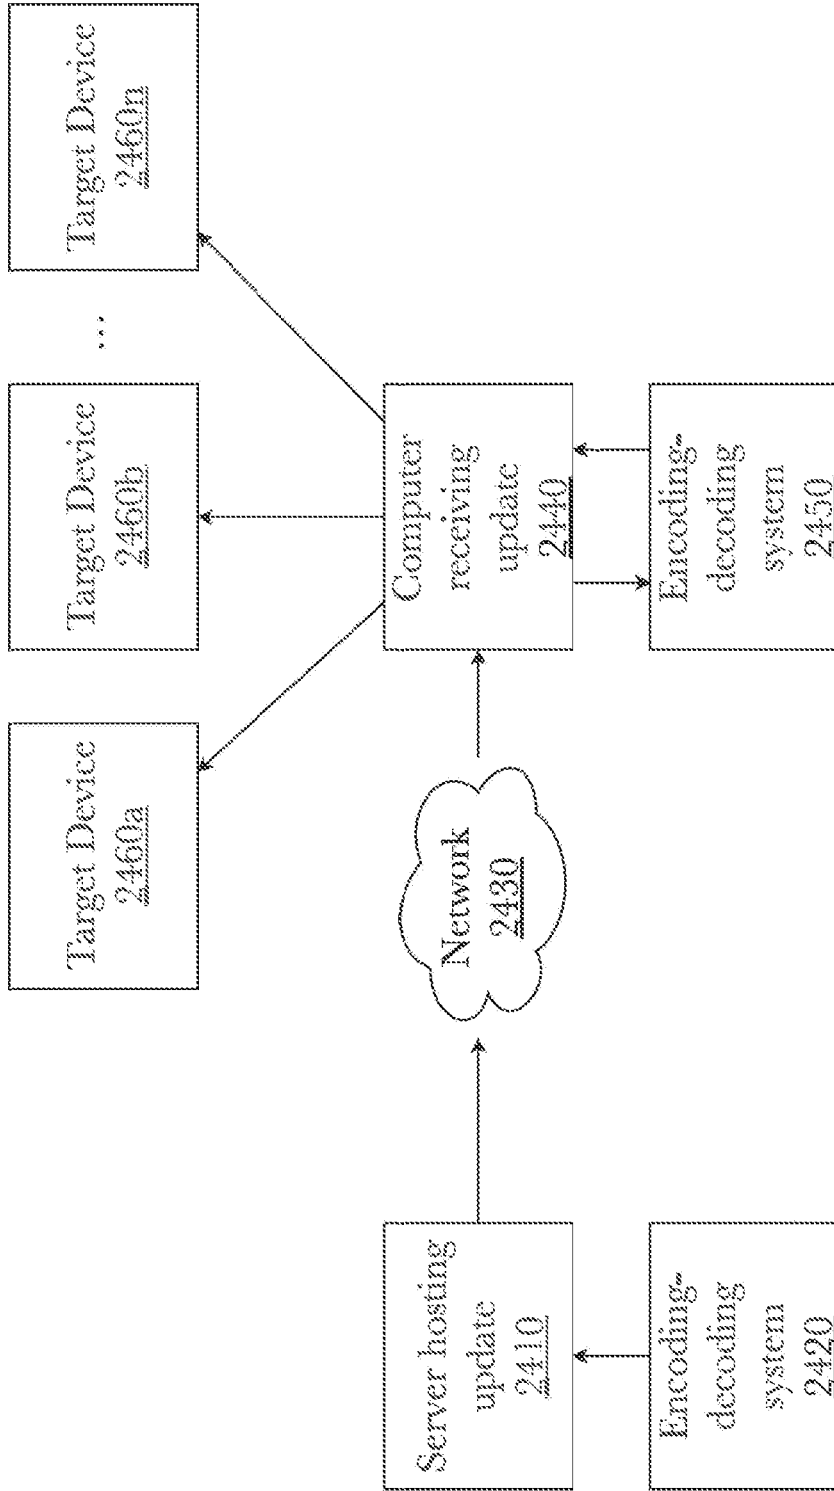 Server hosting
update
2410
Encoding-
decoding
system
2420
Network
2430
Computer
receiving
update
2440
Encoding-
decoding
system
2450
Target Device
2460a
Target Device
2460b
...
Target Device
2460n